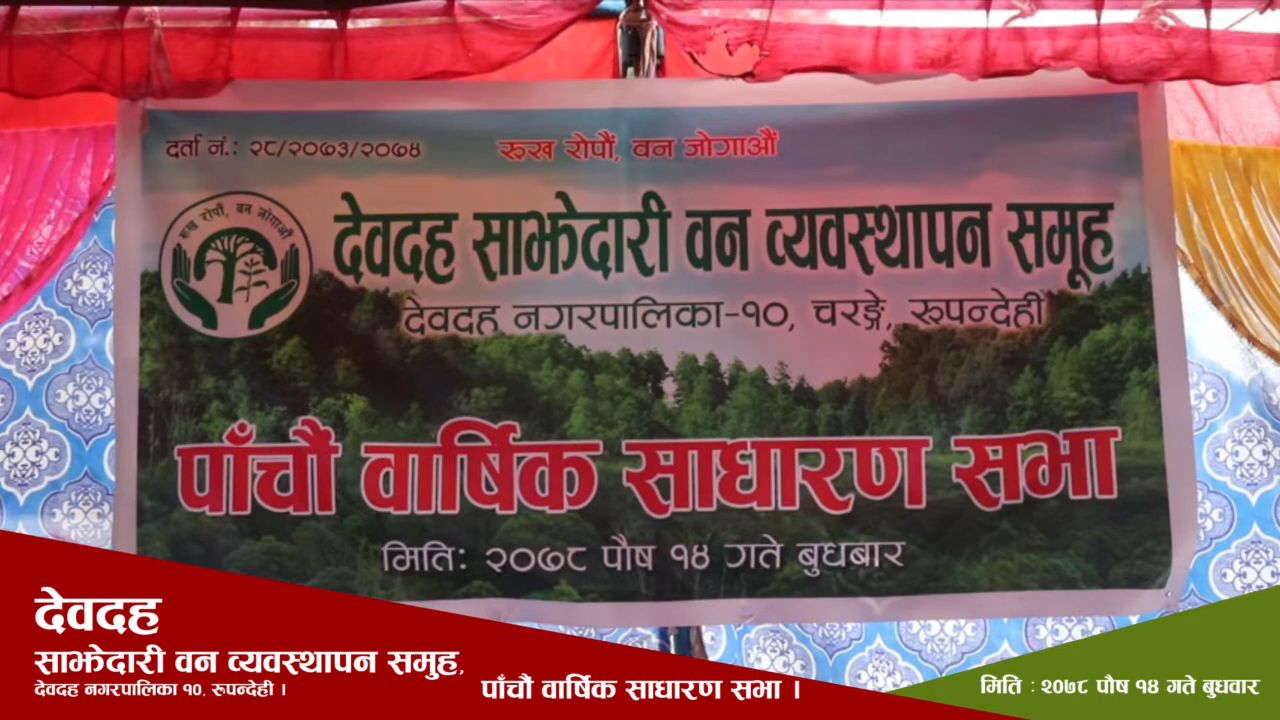 दर्ता नं.: २८/२०७३/२०७४
रुख रोपौं, वन जोगाऔं
रुख रोपौं, वन जोगाऔं
देवदह साझेदारी वन व्यवस्थापन समूह
देवदह नगरपालिका-१०, चरङ्गे, रुपन्देही
पाँचौं वार्षिक साधारण सभा
मितिः २०७८ पौष १४ गते बुधबार
देवदह
साझेदारी वन व्यवस्थापन समुह,
देवदह नगरपालिका १०, रुपन्देही ।
पाँचौं वार्षिक साधारण सभा ।
मिति : २०७८ पौष १४ गते बुधवार